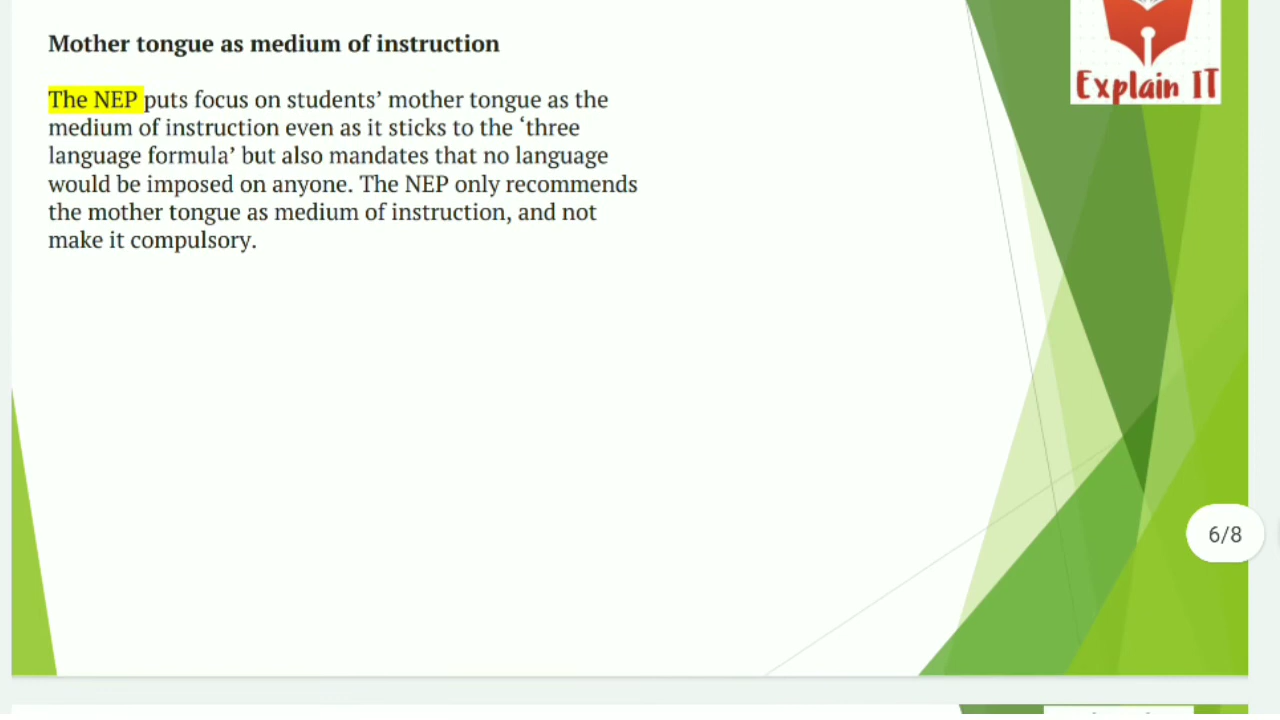 Mother tongue as medium of instruction
Explain IT
The NEP puts focus on students’ mother tongue as the
medium of instruction even as it sticks to the ‘three
language formula’ but also mandates that no language
would be imposed on anyone. The NEP only recommends
the mother tongue as medium of instruction, and not
make it compulsory.
6/8